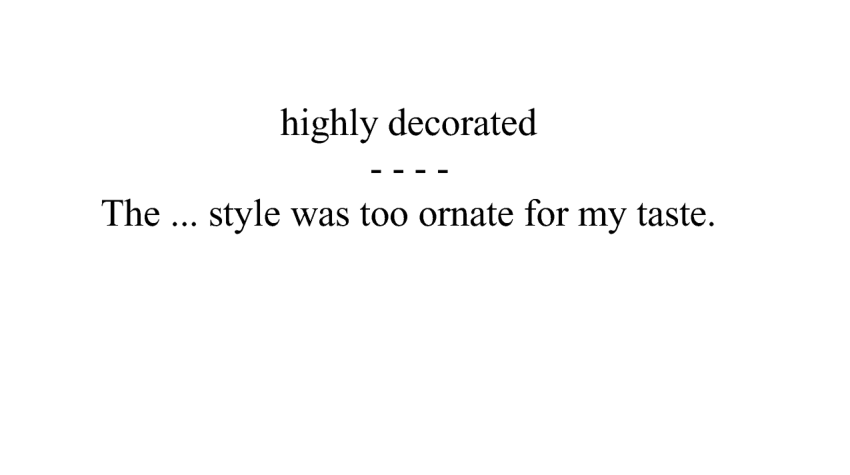 highly decorated
- - - -
The ... style was too ornate for my taste.